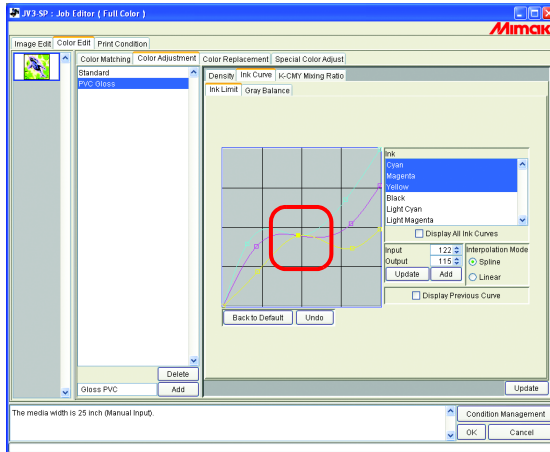 JV3-SP : Job Editor ( Full Color )
Mimaki
Image Edit Color Edit Print Condition
Color Matching Color Adjustment Color Replacement Special Color Adjust
Standard
PVC Gloss
Density Ink Curve K-CMY Mixing Ratio
Ink Limit Gray Balance
Ink
Cyan
Magenta
Yellow
Black
Light Cyan
Light Magenta
Display All Ink Curves
Input 122 Interpolation Mode
Output 115 Spline
Update Add Linear
Display Previous Curve
Back to Default Undo
Delete
Gloss PVC Add
Update
The media width is 25 inch (Manual Input).
Condition Management
OK Cancel